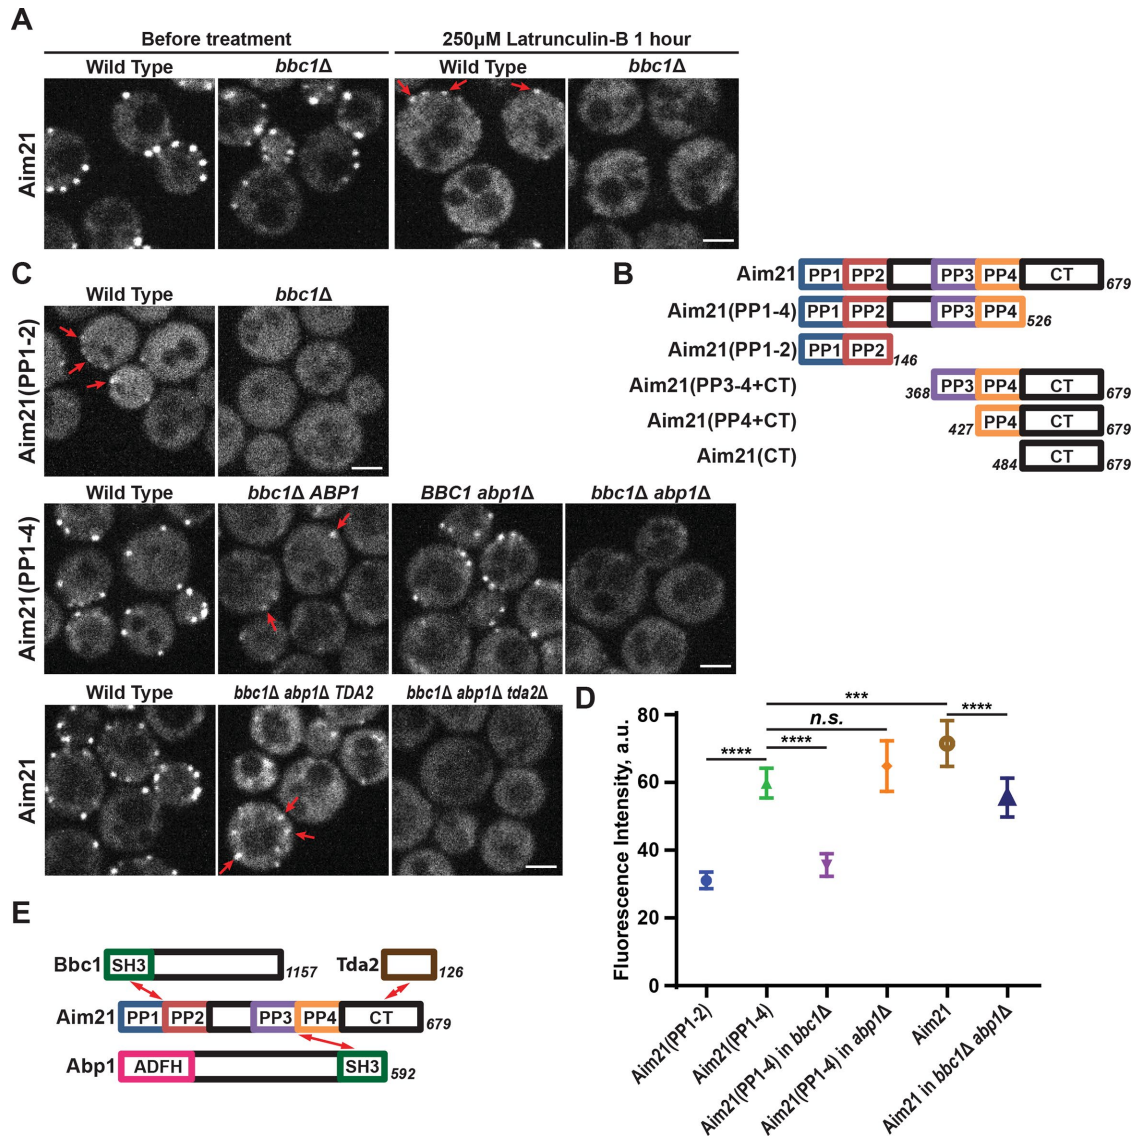 A
Before treatment
250μM Latrunculin-B 1 hour
Wild Type
bbc1Δ
Wild Type
bbc1Δ
Aim21
B
Aim21 PP1 PP2 PP3 PP4 CT 679
Aim21(PP1-4) PP1 PP2 PP3 PP4 526
Aim21(PP1-2) PP1 PP2 146
Aim21(PP3-4+CT) 368 PP3 PP4 CT 679
Aim21(PP4+CT) 427 PP4 CT 679
Aim21(CT) 484 CT 679
C
Wild Type
bbc1Δ
Aim21(PP1-2)
Wild Type
bbc1Δ ABP1
BBC1 abp1Δ
bbc1Δ abp1Δ
Aim21(PP1-4)
Wild Type
bbc1Δ abp1Δ TDA2
bbc1Δ abp1Δ tda2Δ
Aim21
D
Fluorescence Intensity, a.u.
80
60
40
20
0
***
n.s.
****
****
****
Aim21(PP1-2)
Aim21(PP1-4)
Aim21(PP1-4) in bbc1Δ
Aim21(PP1-4) in abp1Δ
Aim21
Aim21 in bbc1Δ abp1Δ
E
Bbc1 SH3 1157
Tda2 126
Aim21 PP1 PP2 PP3 PP4 CT 679
Abp1 ADFH SH3 592